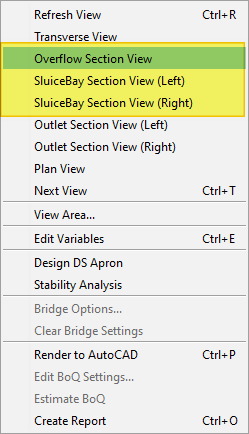 Refresh View Ctrl+R
Transverse View
Overflow Section View
SluiceBay Section View (Left)
SluiceBay Section View (Right)
Outlet Section View (Left)
Outlet Section View (Right)
Plan View
Next View Ctrl+T
View Area...
Edit Variables Ctrl+E
Design DS Apron
Stability Analysis
Bridge Options...
Clear Bridge Settings
Render to AutoCAD Ctrl+P
Edit BoQ Settings...
Estimate BoQ
Create Report Ctrl+O